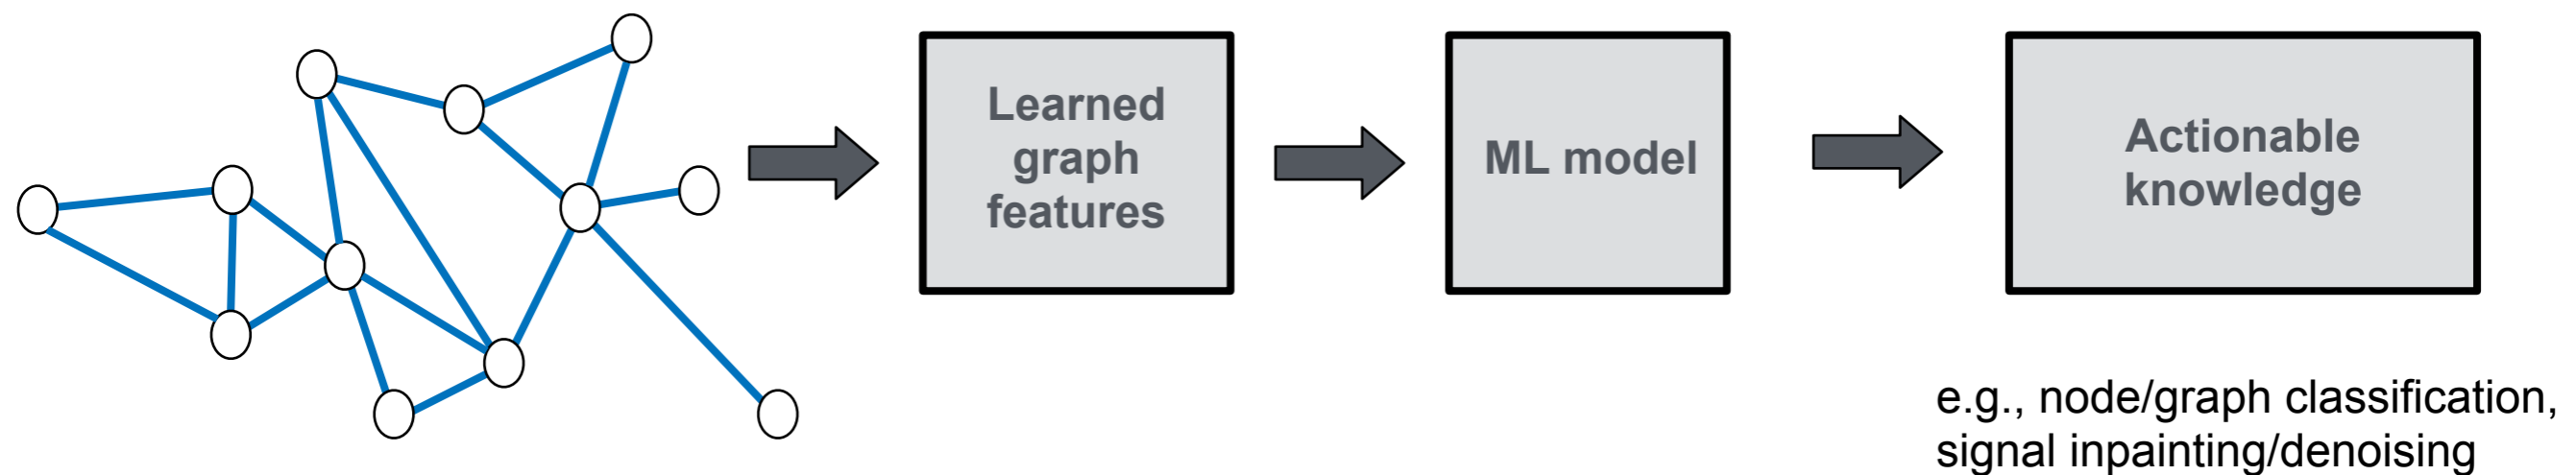 Learned
graph
features
ML model
Actionable
knowledge
e.g., node/graph classification,
signal inpainting/denoising